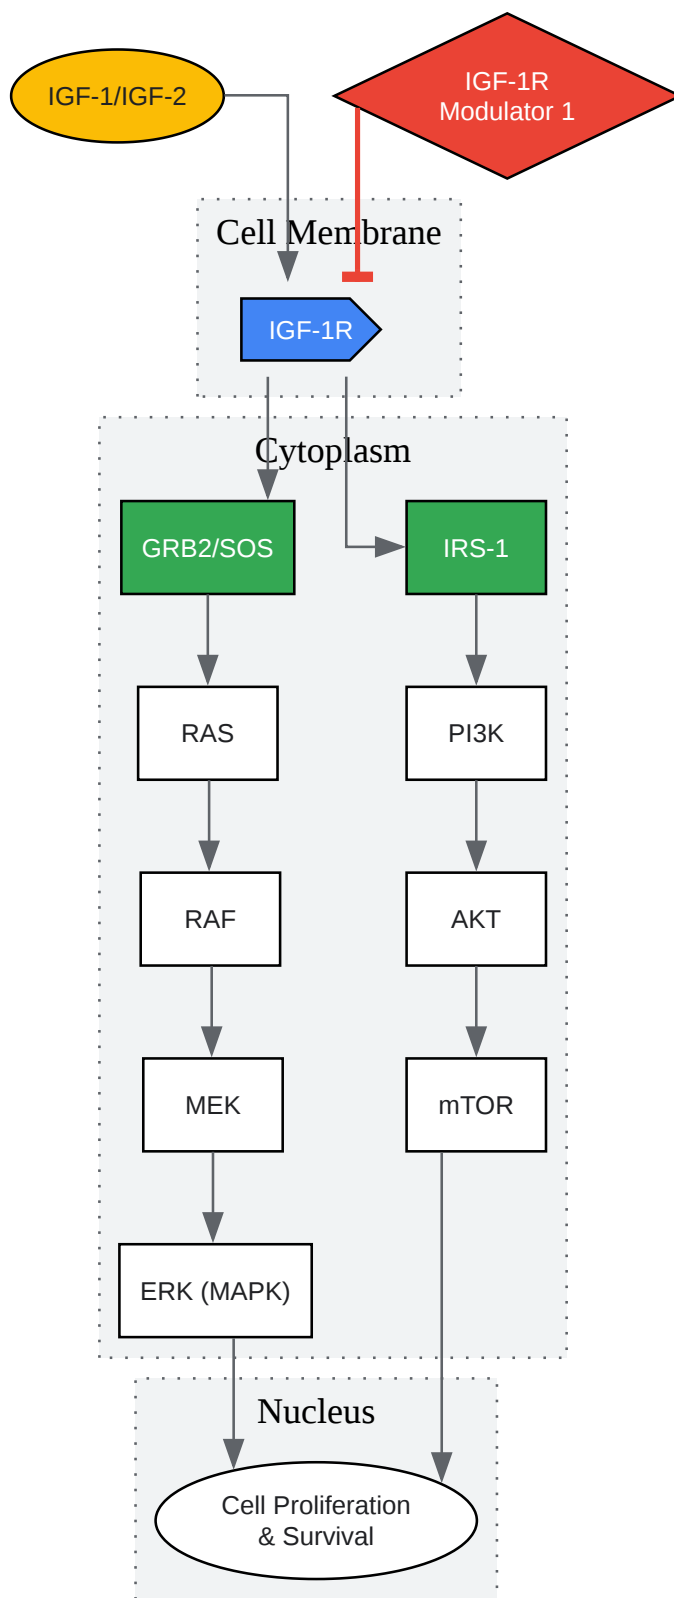 IGF-1/IGF-2
IGF-1R
Modulator 1
Cell Membrane
IGF-1R
Cytoplasm
GRB2/SOS
IRS-1
RAS
PI3K
RAF
AKT
MEK
mTOR
ERK (MAPK)
Nucleus
Cell Proliferation
& Survival